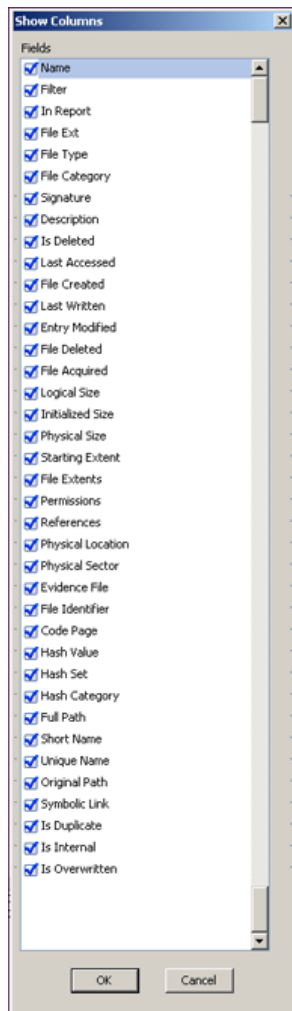 Show Columns
Fields
Name
Filter
In Report
File Ext
File Type
File Category
Signature
Description
Is Deleted
Last Accessed
File Created
Last Written
Entry Modified
File Deleted
File Acquired
Logical Size
Initialized Size
Physical Size
Starting Extent
File Extents
Permissions
References
Physical Location
Physical Sector
Evidence File
File Identifier
Code Page
Hash Value
Hash Set
Hash Category
Full Path
Short Name
Unique Name
Original Path
Symbolic Link
Is Duplicate
Is Internal
Is Overwritten
OK Cancel